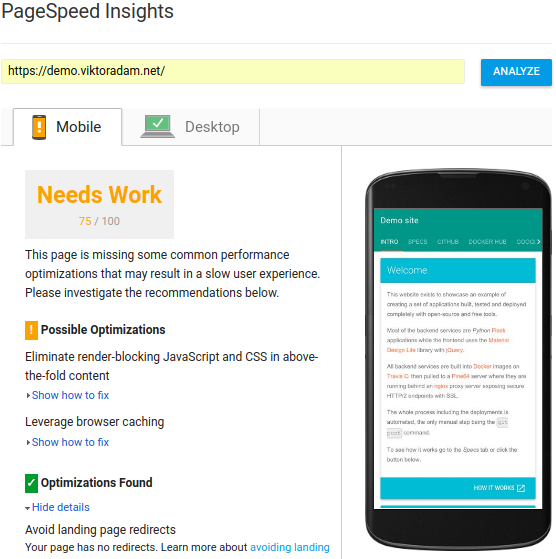 PageSpeed Insights
https://demo.viktoradam.net/
ANALYZE
Mobile
Desktop
Needs Work
75 / 100
This page is missing some common performance
optimizations that may result in a slow user experience.
Please investigate the recommendations below.
! Possible Optimizations
Eliminate render-blocking JavaScript and CSS in above-
the-fold content
Show how to fix
Leverage browser caching
Show how to fix
Optimizations Found
Hide details
Avoid landing page redirects
Your page has no redirects. Learn more about avoiding landing
Demo site
INTRO SPECS GITHUB DOCKER HUB GOOG
Welcome
This website exists to showcase an example of
creating a set of applications built, tested and deployed
completely with open-source and free tools.
Most of the backend services are Python Flask
applications while the frontend uses the Material
Design Lite library with jQuery.
All backend services are built into Docker images on
Travis CI then pulled to a Pine64 server where they are
running behind an nginx proxy server exposing secure
HTTP/2 endpoints with SSL.
The whole process including the deployments is
automated, the only manual step being the git
push command.
To see how it works go to the Specs tab or click the
button below.
HOW IT WORKS